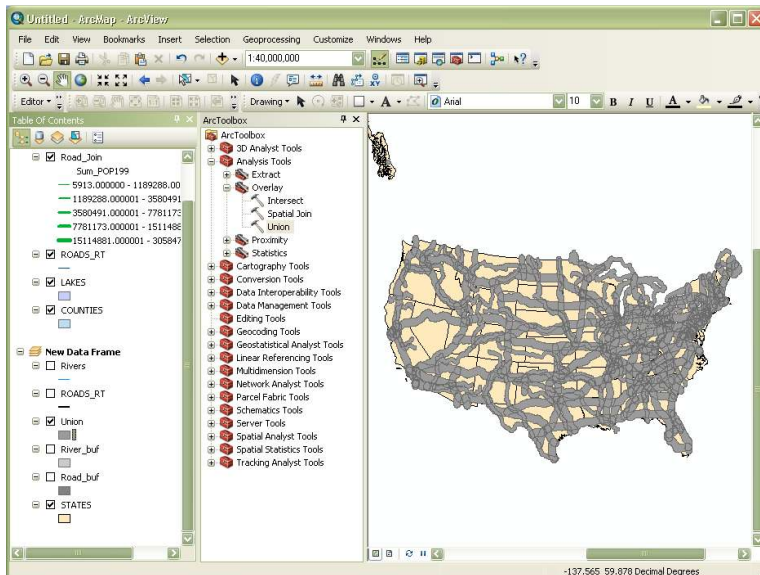 Untitled - ArcMap - ArcView
File Edit View Bookmarks Insert Selection Geoprocessing Customize Windows Help
1:40,000,000
Editor Drawing Arial 10 B I U A
Table Of Contents
Road_Join
Sum_POP199
5913.000000 - 1189288.00
1189288.000001 - 3580491
3580491.000001 - 7781173
7781173.000001 - 1511488
15114881.000001 - 305847
ROADS_RT
LAKES
COUNTIES
New Data Frame
Rivers
ROADS_RT
Union
River_buf
Road_buf
STATES
ArcToolbox
ArcToolbox
3D Analyst Tools
Analysis Tools
Extract
Overlay
Intersect
Spatial Join
Union
Proximity
Statistics
Cartography Tools
Conversion Tools
Data Interoperability Tools
Data Management Tools
Editing Tools
Geocoding Tools
Geostatistical Analyst Tools
Linear Referencing Tools
Multidimension Tools
Network Analyst Tools
Parcel Fabric Tools
Schematics Tools
Server Tools
Spatial Analyst Tools
Spatial Statistics Tools
Tracking Analyst Tools
-137.565 59.878 Decimal Degrees